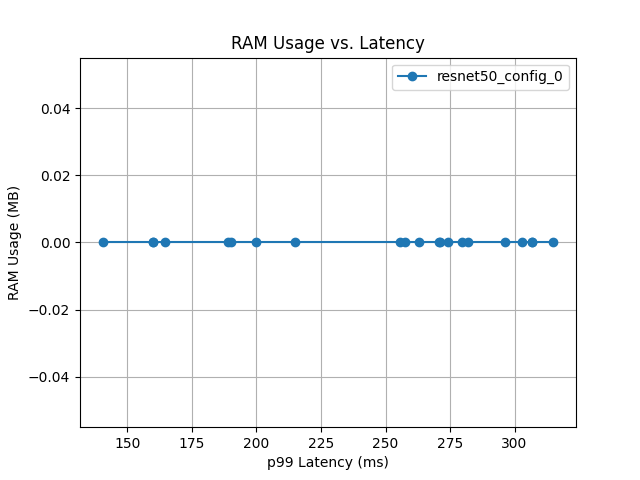 RAM Usage vs. Latency
resnet50_config_0
RAM Usage (MB)
0.04
0.02
0.00
−0.02
−0.04
150 175 200 225 250 275 300
p99 Latency (ms)